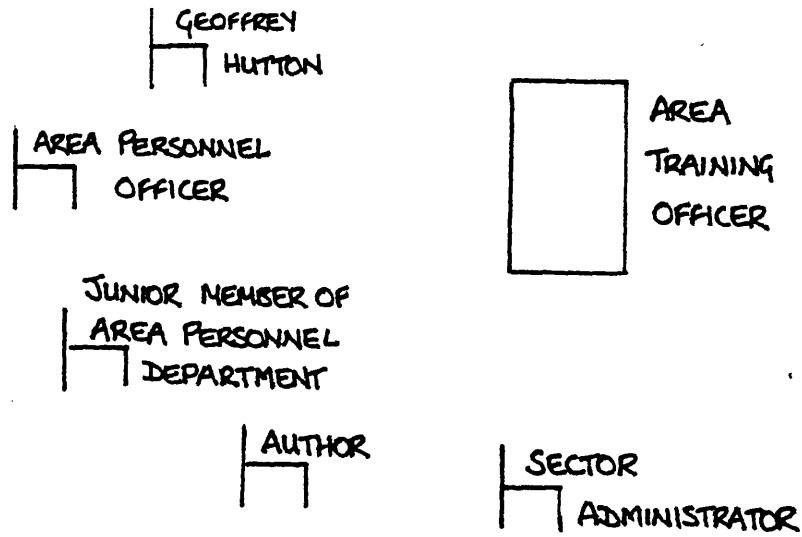 GEOFFREY
HUTTON
AREA PERSONNEL
OFFICER
AREA
TRAINING
OFFICER
JUNIOR MEMBER OF
AREA PERSONNEL
DEPARTMENT
AUTHOR
SECTOR
ADMINISTRATOR